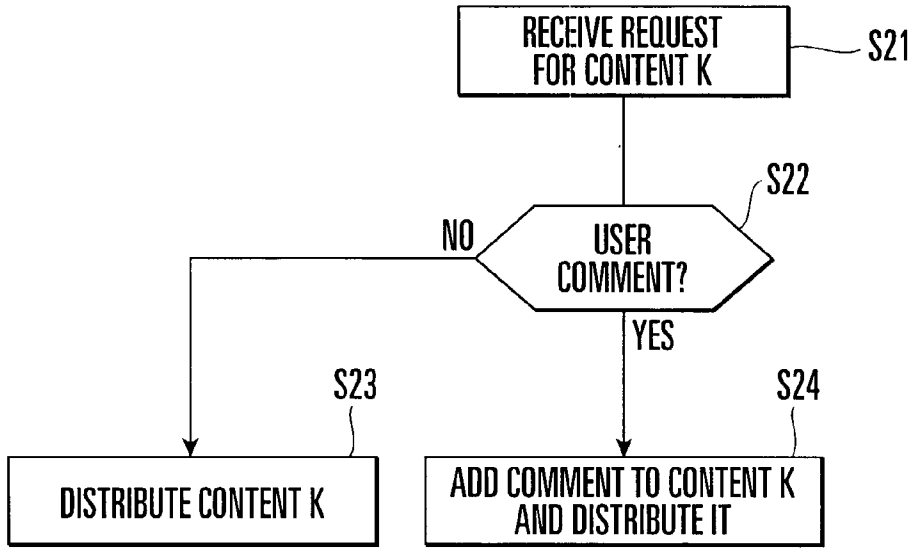 RECEIVE REQUEST
FOR CONTENT K
S21
S22
NO
USER
COMMENT?
YES
S23
S24
DISTRIBUTE CONTENT K
ADD COMMENT TO CONTENT K
AND DISTRIBUTE IT